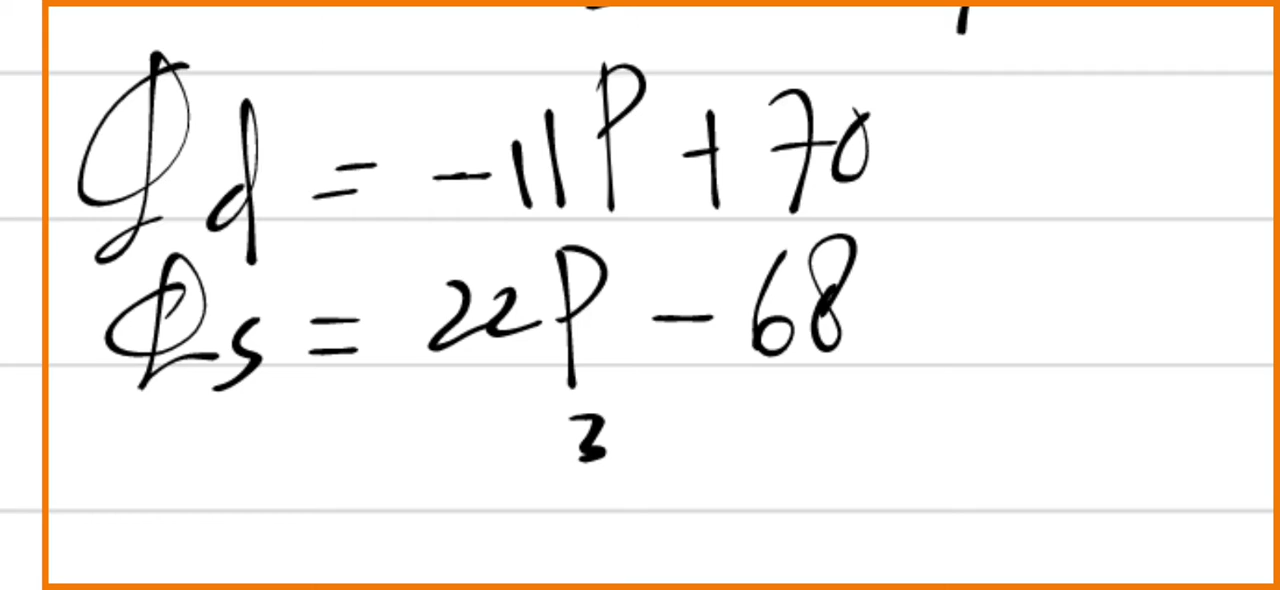 Qd = -11P + 70
Qs = 22P - 68
3